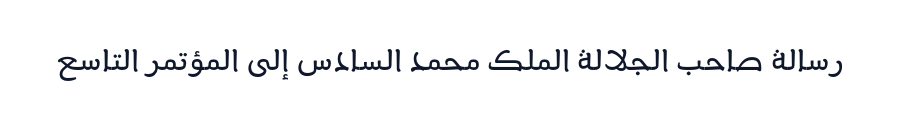 رسالة صاحب الجلالة الملك محمد السادس إلى المؤتمر التاسع